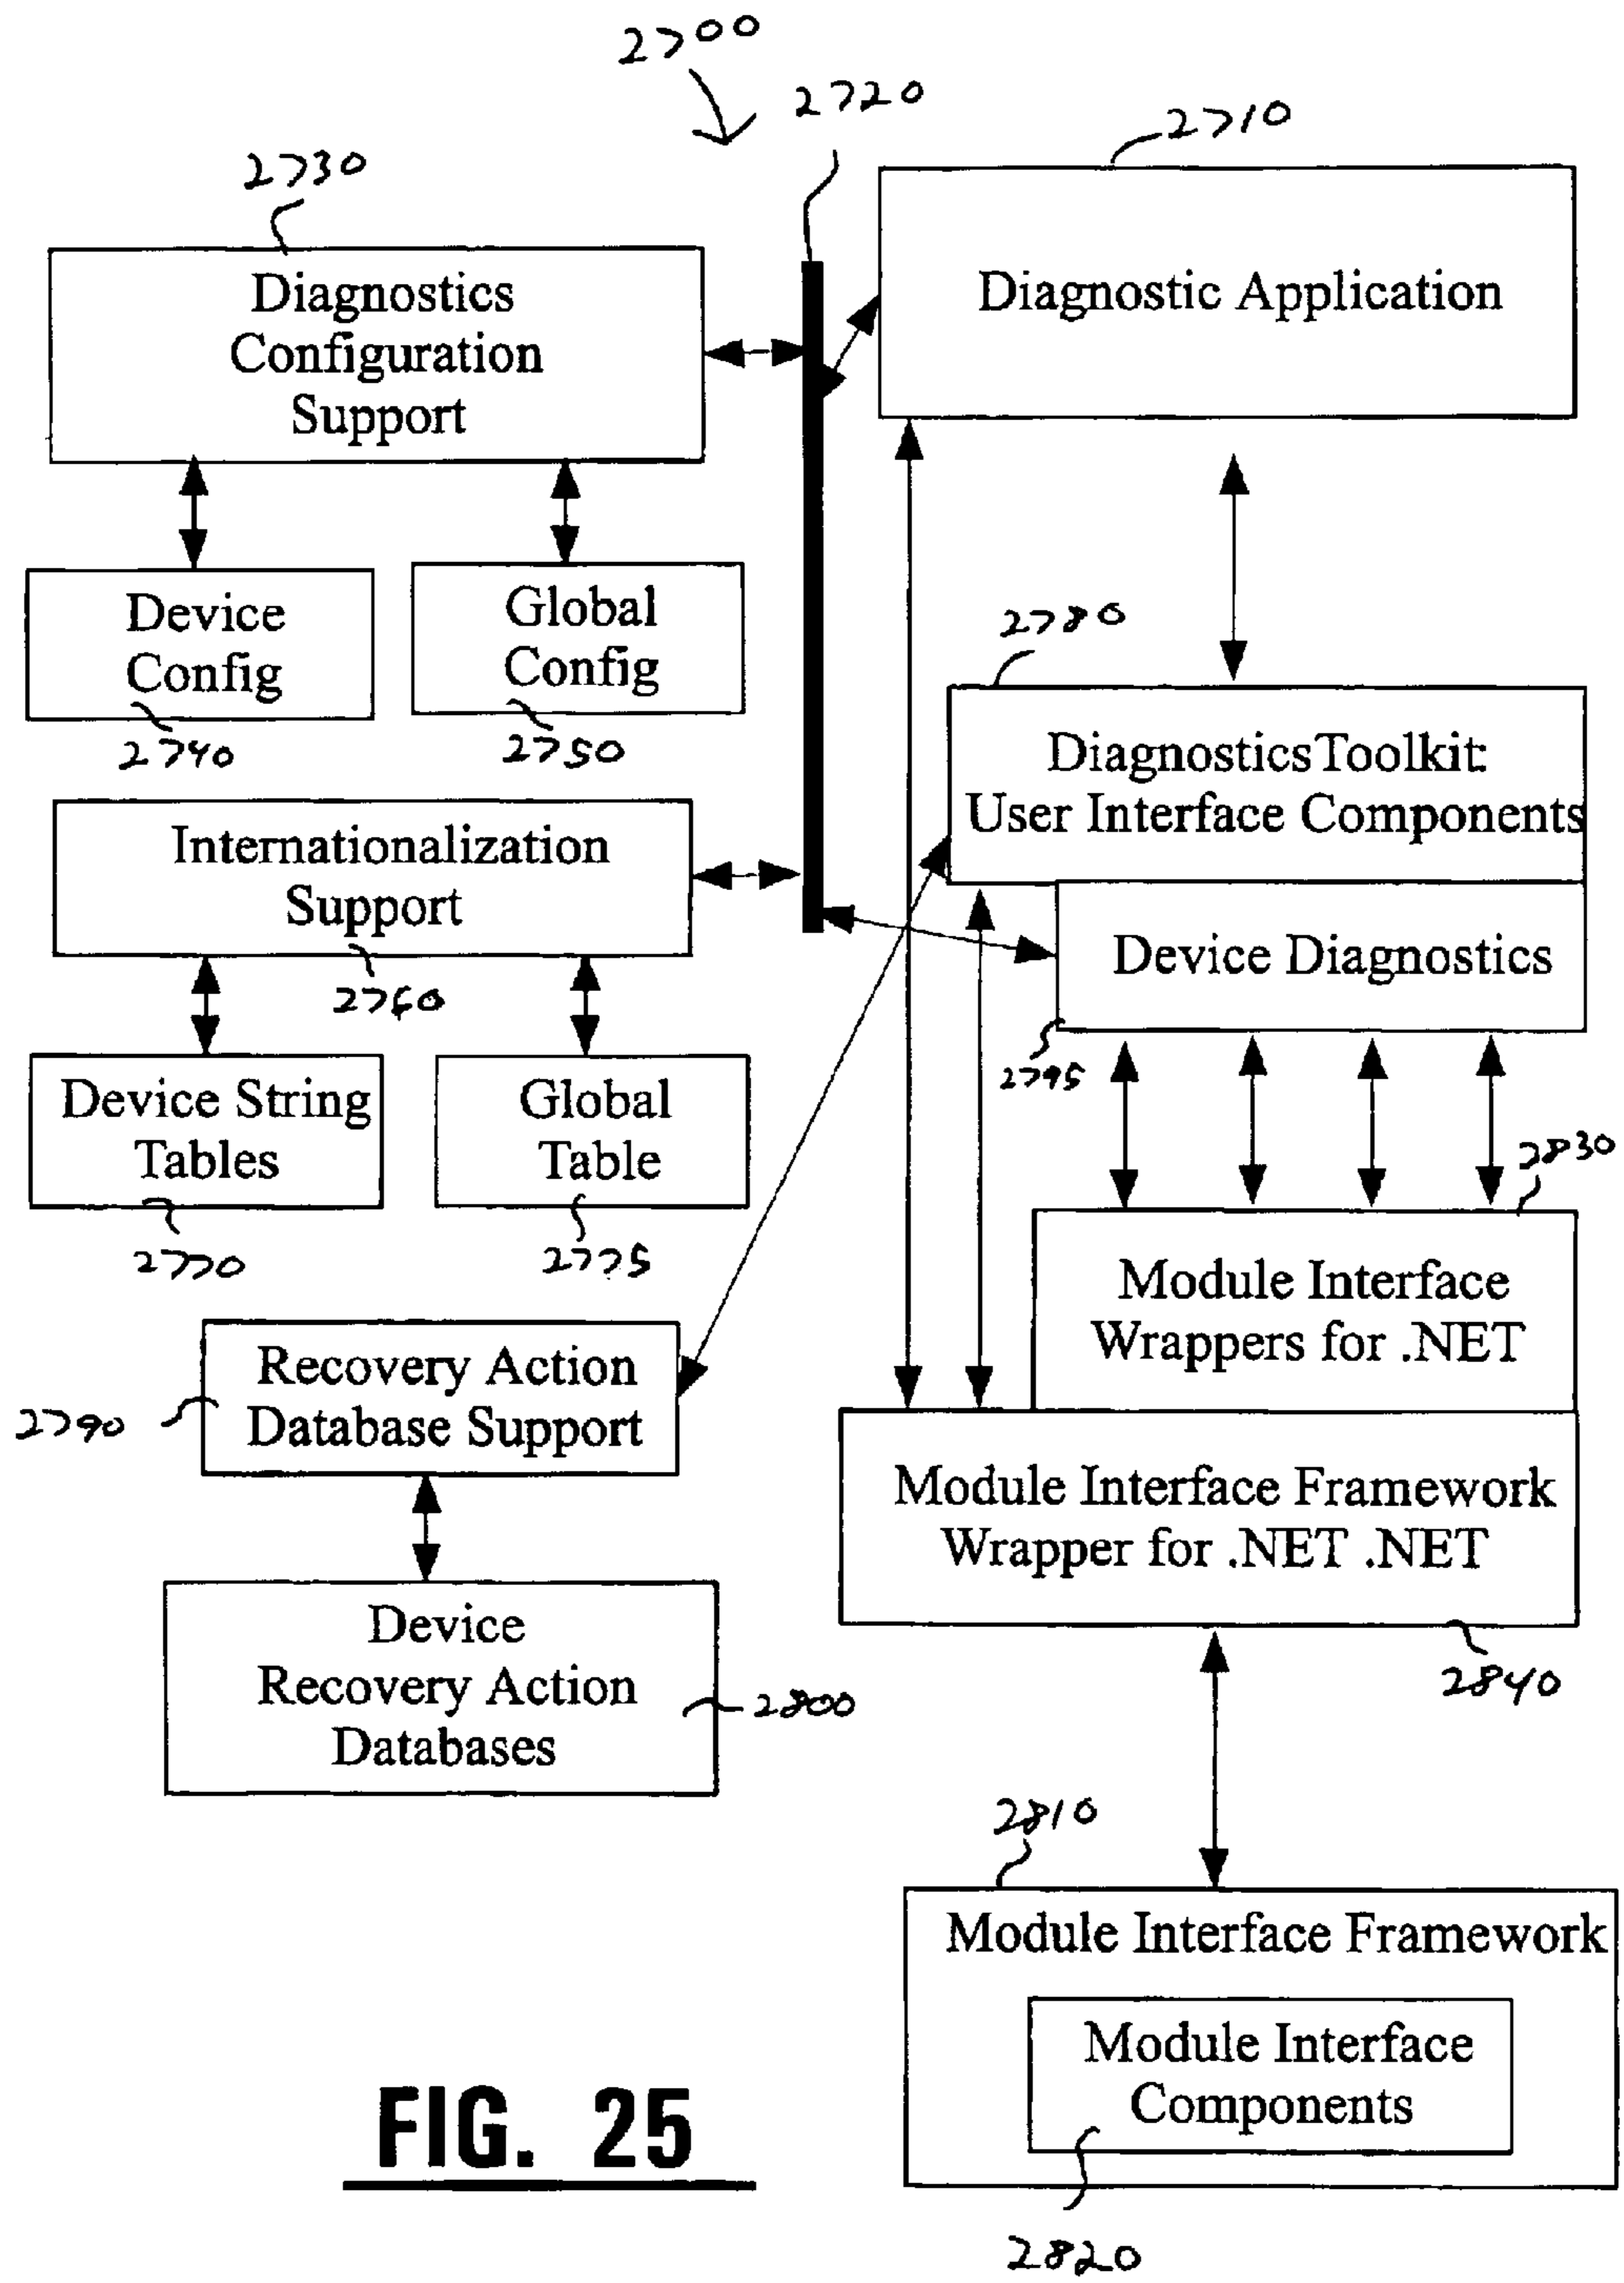 2700
2720
2710
2730
Diagnostics
Configuration
Support
Diagnostic Application
Device
Config
2740
Global
Config
2750
2780
DiagnosticsToolkit:
User Interface Components
Internationalization
Support
2760
Device Diagnostics
2795
Device String
Tables
2770
Global
Table
2775
2830
Module Interface
Wrappers for .NET
Recovery Action
Database Support
2790
Module Interface Framework
Wrapper for .NET .NET
2840
Device
Recovery Action
Databases
2800
2810
Module Interface Framework
Module Interface
Components
2820
FIG. 25